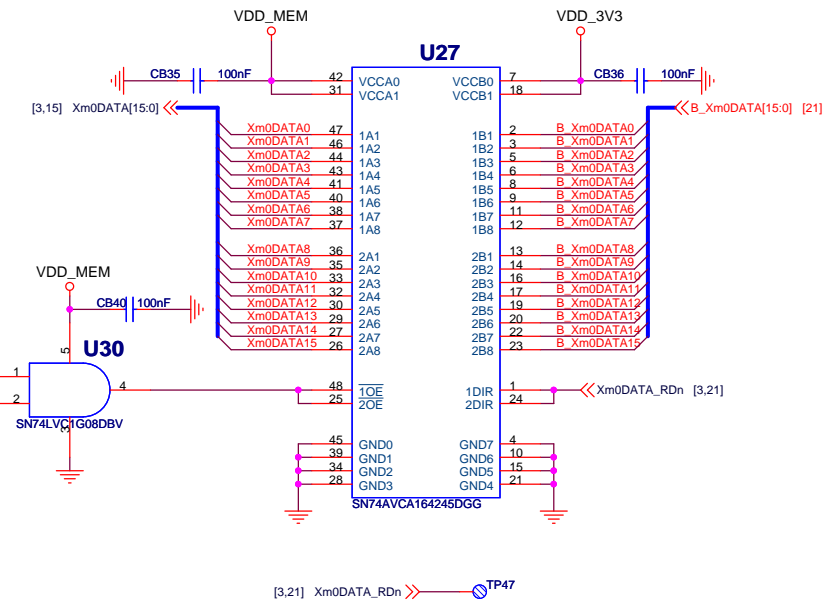 VDD_MEM
VDD_3V3
U27
CB35 100nF
42 VCCA0 VCCB0 7
31 VCCA1 VCCB1 18
CB36 100nF
[3,15] Xm0DATA[15:0]
B_Xm0DATA[15:0] [21]
Xm0DATA0 47 1A1 1B1 2 B_Xm0DATA0
Xm0DATA1 46 1A2 1B2 3 B_Xm0DATA1
Xm0DATA2 44 1A3 1B3 5 B_Xm0DATA2
Xm0DATA3 43 1A4 1B4 6 B_Xm0DATA3
Xm0DATA4 41 1A5 1B5 8 B_Xm0DATA4
Xm0DATA5 40 1A6 1B6 9 B_Xm0DATA5
Xm0DATA6 38 1A7 1B7 11 B_Xm0DATA6
Xm0DATA7 37 1A8 1B8 12 B_Xm0DATA7
Xm0DATA8 36 2A1 2B1 13 B_Xm0DATA8
Xm0DATA9 35 2A2 2B2 14 B_Xm0DATA9
Xm0DATA10 33 2A3 2B3 16 B_Xm0DATA10
Xm0DATA11 32 2A4 2B4 17 B_Xm0DATA11
Xm0DATA12 30 2A5 2B5 19 B_Xm0DATA12
Xm0DATA13 29 2A6 2B6 20 B_Xm0DATA13
Xm0DATA14 27 2A7 2B7 22 B_Xm0DATA14
Xm0DATA15 26 2A8 2B8 23 B_Xm0DATA15
VDD_MEM
CB40 100nF
5
U30
1
2
4
3
SN74LVC1G08DBV
48 1OE 1DIR 1
25 2OE 2DIR 24
Xm0DATA_RDn [3,21]
45 GND0 GND7 4
39 GND1 GND6 10
34 GND2 GND5 15
28 GND3 GND4 21
SN74AVCA164245DGG
[3,21] Xm0DATA_RDn
TP47